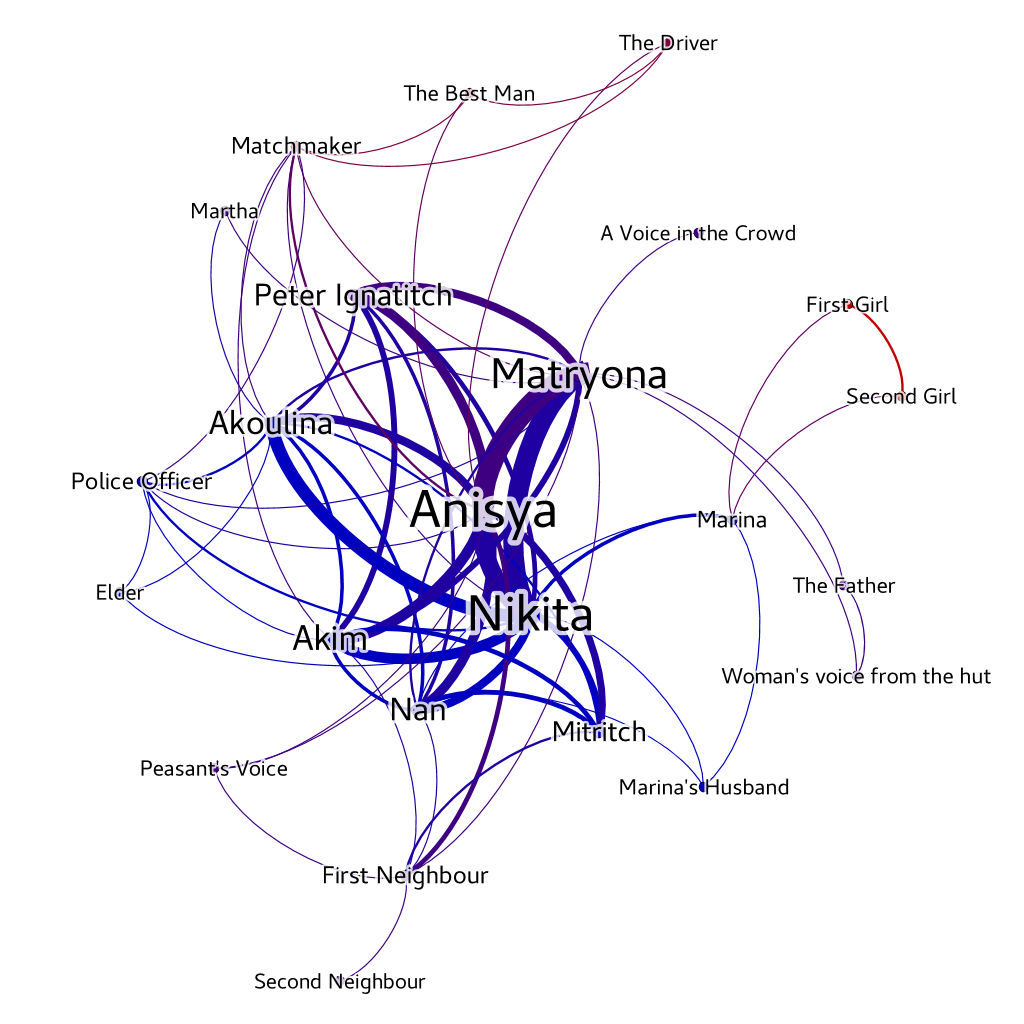 The Driver
The Best Man
Matchmaker
Martha
A Voice in the Crowd
Peter Ignatitch
First Girl
Matryona
Second Girl
Akoulina
Police Officer
Anisya
Marina
Elder
The Father
Nikita
Akim
Woman's voice from the hut
Nan
Mitritch
Peasant's Voice
Marina's Husband
First Neighbour
Second Neighbour